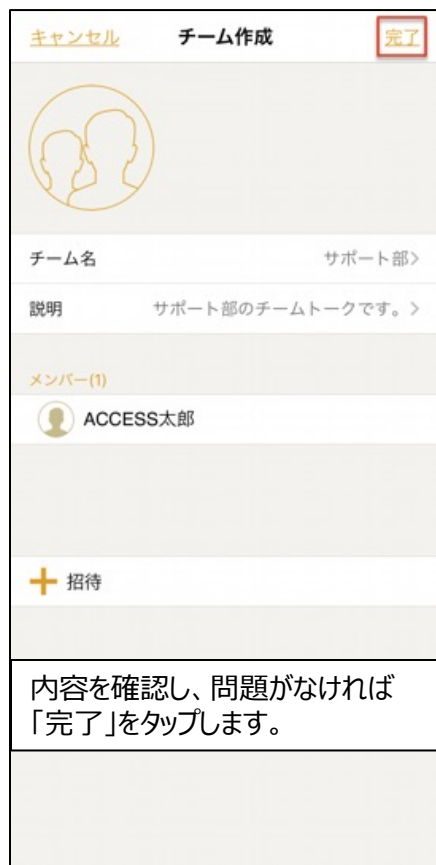 キャンセル チーム作成 完了
チーム名 サポート部>
説明 サポート部のチームトークです。>
メンバー(1)
ACCESS太郎
招待
内容を確認し、問題がなければ
「完了」をタップします。